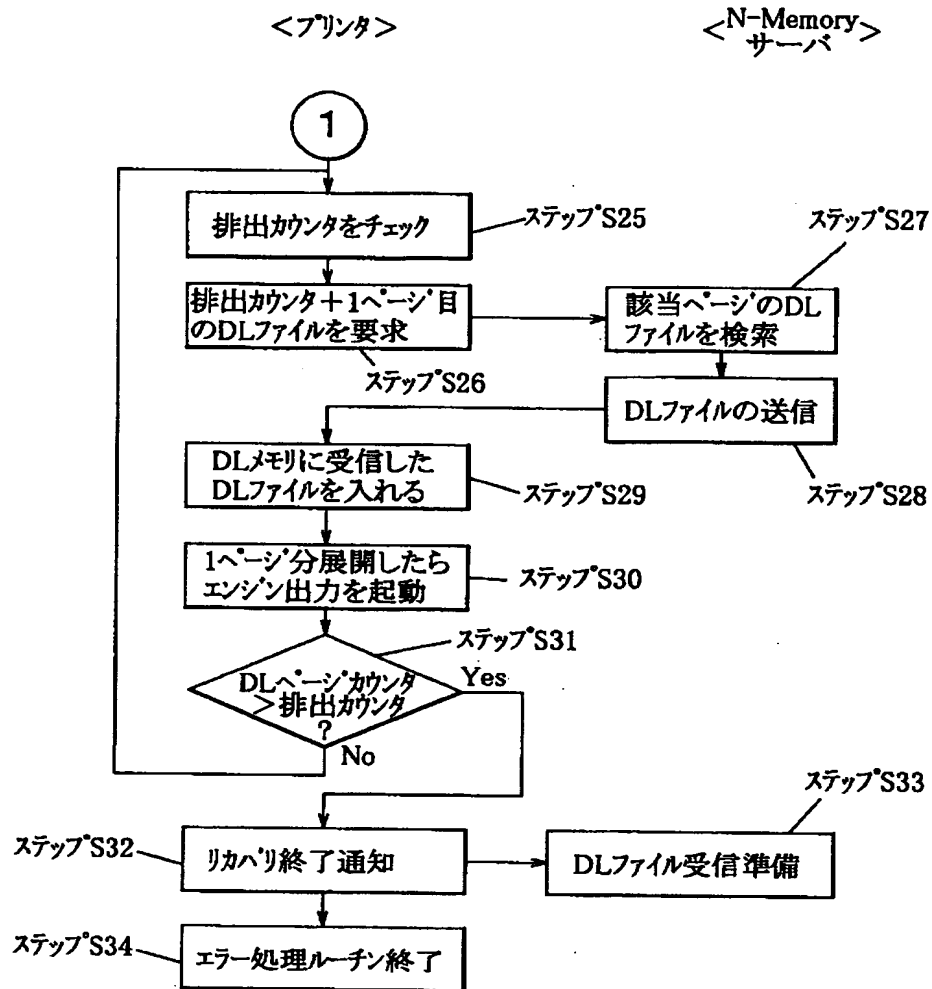 <プリンタ>
<N-Memory
サーバ>
1
排出カウンタをチェック
ステップS25
ステップS27
排出カウンタ+1ページ目
のDLファイルを要求
該当ページのDL
ファイルを検索
ステップS26
DLファイルの送信
DLメモリに受信した
DLファイルを入れる
ステップS29
ステップS28
1ページ分展開したら
エンジン出力を起動
ステップS30
ステップS31
DLページカウンタ
>排出カウンタ
?
Yes
No
ステップS33
ステップS32
リカバリ終了通知
DLファイル受信準備
ステップS34
エラー処理ルーチン終了